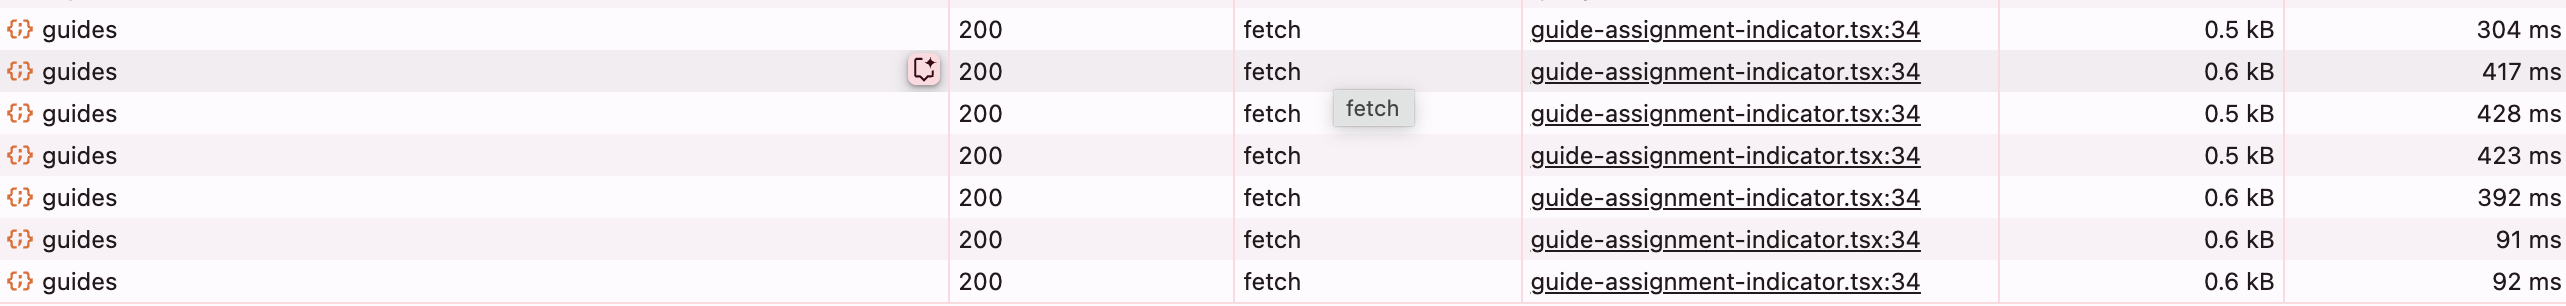 guides 200 fetch guide-assignment-indicator.tsx:34 0.5 kB 304 ms
guides 200 fetch guide-assignment-indicator.tsx:34 0.6 kB 417 ms
fetch
guides 200 fetch guide-assignment-indicator.tsx:34 0.5 kB 428 ms
guides 200 fetch guide-assignment-indicator.tsx:34 0.5 kB 423 ms
guides 200 fetch guide-assignment-indicator.tsx:34 0.6 kB 392 ms
guides 200 fetch guide-assignment-indicator.tsx:34 0.6 kB 91 ms
guides 200 fetch guide-assignment-indicator.tsx:34 0.6 kB 92 ms